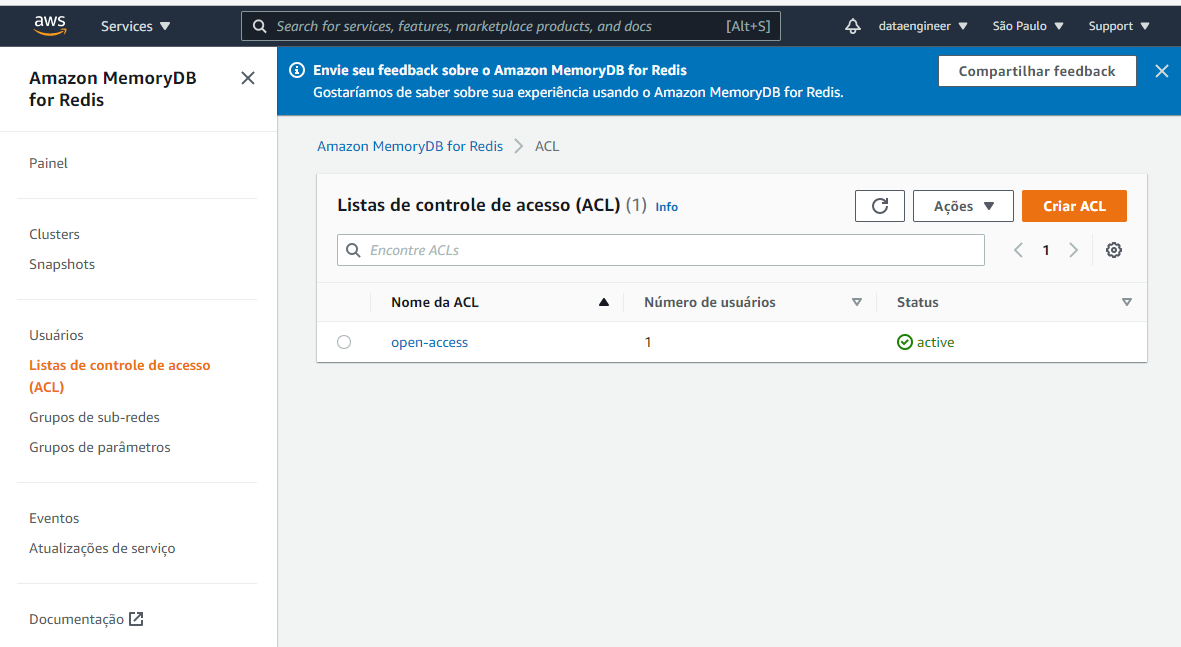 aws Services Search for services, features, marketplace products, and docs [Alt+S] dataengineer São Paulo Support
Amazon MemoryDB
for Redis
Painel
Clusters
Snapshots
Usuários
Listas de controle de acesso
(ACL)
Grupos de sub-redes
Grupos de parâmetros
Eventos
Atualizações de serviço
Documentação
Envie seu feedback sobre o Amazon MemoryDB for Redis
Gostaríamos de saber sobre sua experiência usando o Amazon MemoryDB for Redis.
Compartilhar feedback
Amazon MemoryDB for Redis ACL
Listas de controle de acesso (ACL) (1) Info
Ações
Criar ACL
Encontre ACLs
1
Nome da ACL Número de usuários Status
open-access 1 active